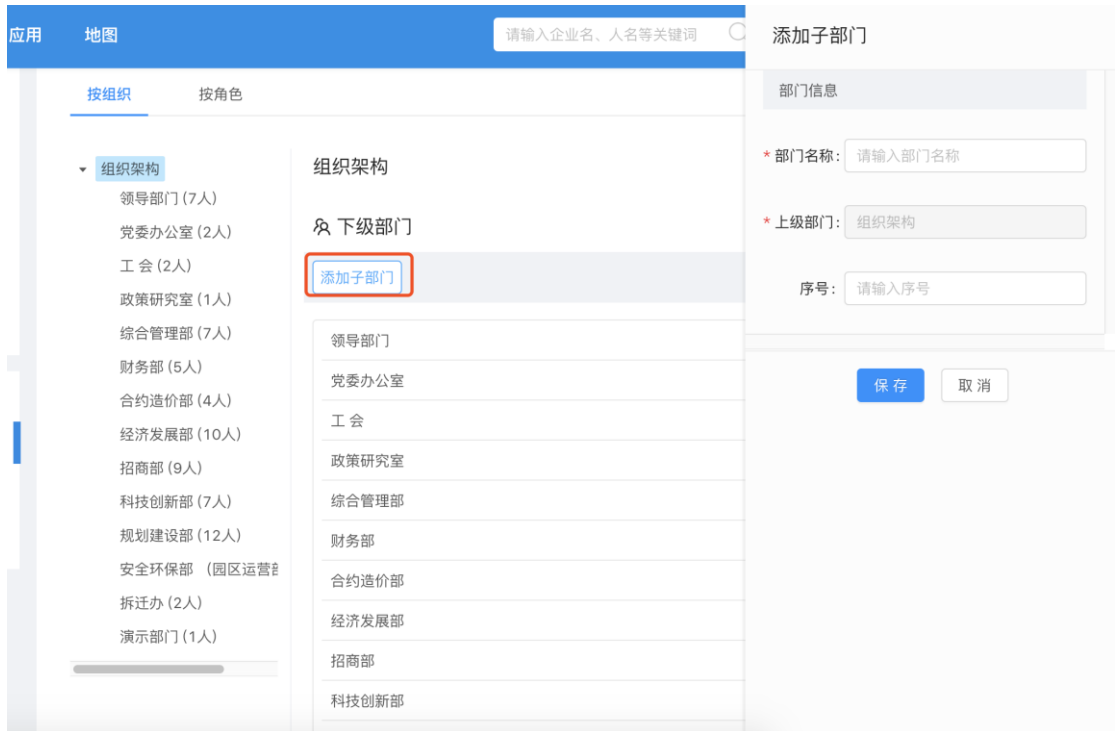 应用 地图 请输入企业名、人名等关键词
按组织 按角色
组织架构
领导部门 (7人)
党委办公室 (2人)
工 会 (2人)
政策研究室 (1人)
综合管理部 (7人)
财务部 (5人)
合约造价部 (4人)
经济发展部 (10人)
招商部 (9人)
科技创新部 (7人)
规划建设部 (12人)
安全环保部 （园区运营部
拆迁办 (2人)
演示部门 (1人)
组织架构
下级部门
添加子部门
领导部门
党委办公室
工 会
政策研究室
综合管理部
财务部
合约造价部
经济发展部
招商部
科技创新部
添加子部门
部门信息
* 部门名称: 请输入部门名称
* 上级部门: 组织架构
序号: 请输入序号
保 存 取 消